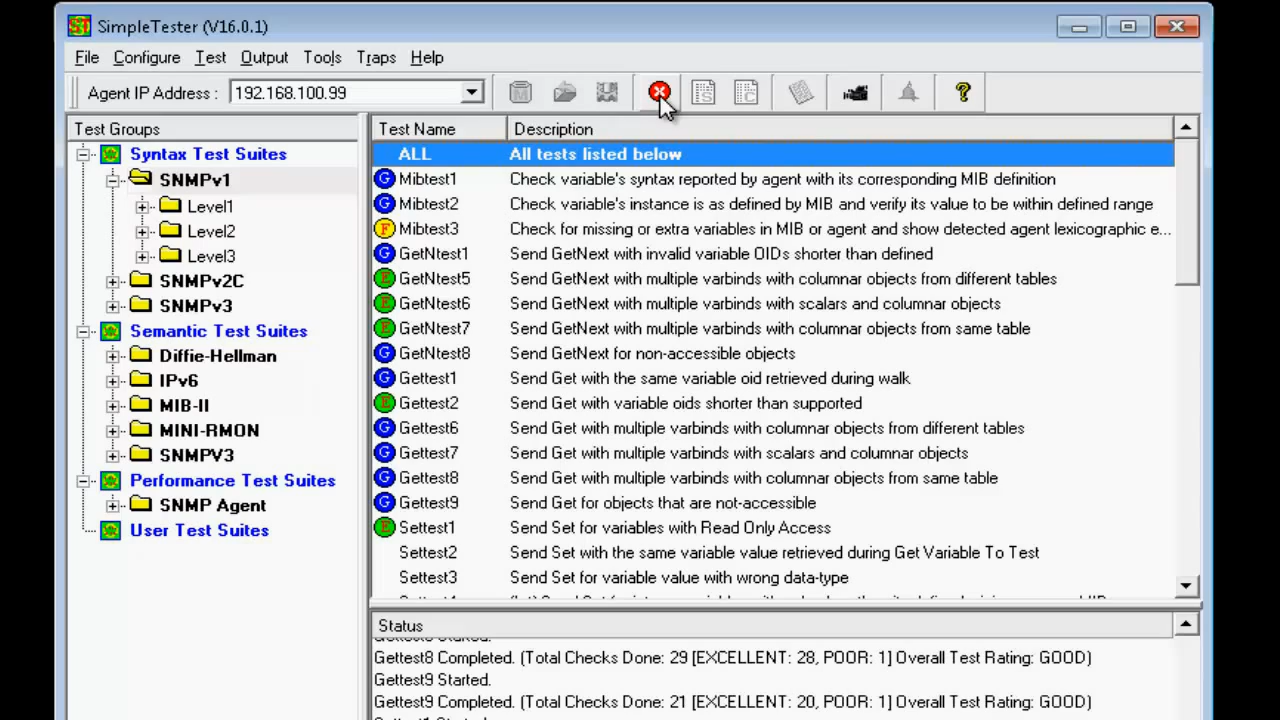 SimpleTester (V16.0.1)
File Configure Test Output Tools Traps Help
Agent IP Address : 192.168.100.99
Test Groups
Syntax Test Suites
SNMPv1
Level1
Level2
Level3
SNMPv2C
SNMPv3
Semantic Test Suites
Diffie-Hellman
IPv6
MIB-II
MINI-RMON
SNMPV3
Performance Test Suites
SNMP Agent
User Test Suites
Test Name Description
ALL All tests listed below
G Mibtest1 Check variable's syntax reported by agent with its corresponding MIB definition
G Mibtest2 Check variable's instance is as defined by MIB and verify its value to be within defined range
F Mibtest3 Check for missing or extra variables in MIB or agent and show detected agent lexicographic e...
G GetNtest1 Send GetNext with invalid variable OIDs shorter than defined
E GetNtest5 Send GetNext with multiple varbinds with columnar objects from different tables
E GetNtest6 Send GetNext with multiple varbinds with scalars and columnar objects
E GetNtest7 Send GetNext with multiple varbinds with columnar objects from same table
G GetNtest8 Send GetNext for non-accessible objects
G Gettest1 Send Get with the same variable oid retrieved during walk
E Gettest2 Send Get with variable oids shorter than supported
G Gettest6 Send Get with multiple varbinds with columnar objects from different tables
G Gettest7 Send Get with multiple varbinds with scalars and columnar objects
G Gettest8 Send Get with multiple varbinds with columnar objects from same table
G Gettest9 Send Get for objects that are not-accessible
E Settest1 Send Set for variables with Read Only Access
Settest2 Send Set with the same variable value retrieved during Get Variable To Test
Settest3 Send Set for variable value with wrong data-type
Status
Gettest8 Completed. (Total Checks Done: 29 [EXCELLENT: 28, POOR: 1] Overall Test Rating: GOOD)
Gettest9 Started.
Gettest9 Completed. (Total Checks Done: 21 [EXCELLENT: 20, POOR: 1] Overall Test Rating: GOOD)